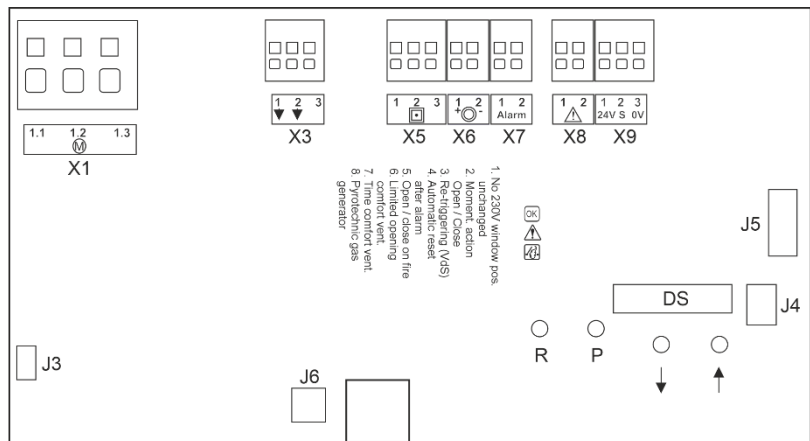 1 2 3
1 2 3
1 2
1 2
1 2
1 2 3
+ -
Alarm
24V S 0V
1.1 1.2 1.3
M
X1
X3
X5
X6
X7
X8
X9
1. No 230V window pos.
unchanged
2. Moment. action
Open / Close
3. Re-triggering (VdS)
4. Automatic reset
after alarm
5. Open / close on fire
6. Limited opening
comfort vent.
7. Time comfort vent.
8. Pyrotechnic gas
generator
OK
J5
DS
J4
R
P
J3
J6